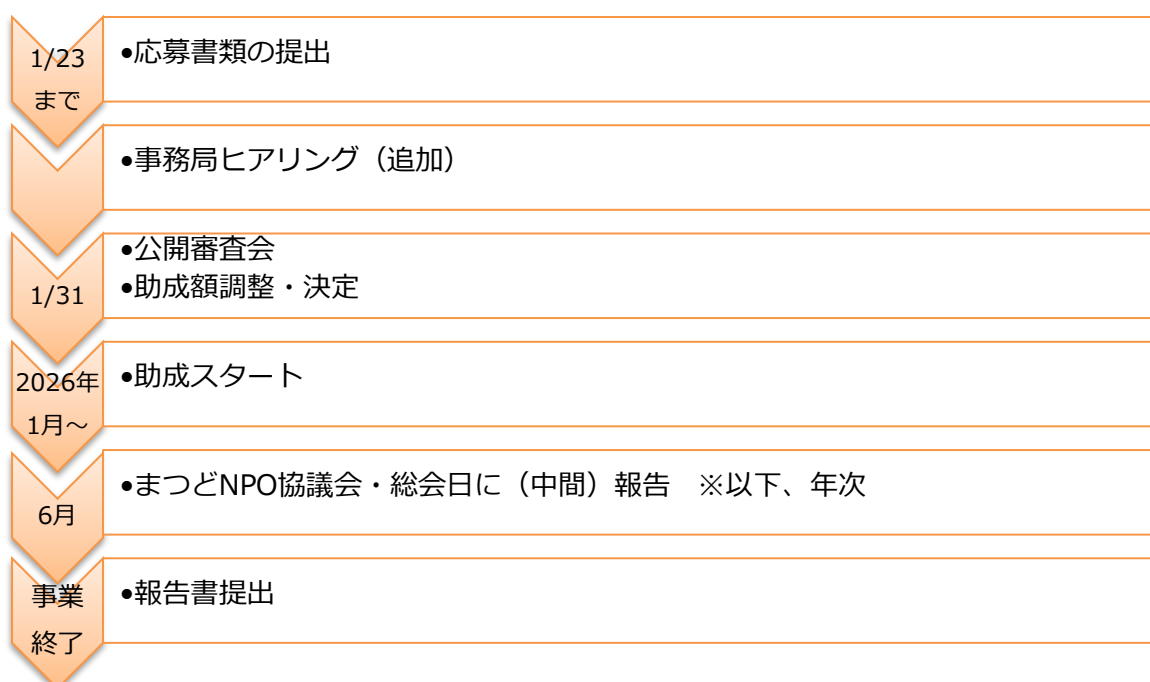 1/23
まで
•応募書類の提出
•事務局ヒアリング（追加）
1/31
•公開審査会
•助成額調整・決定
2026年
1月～
•助成スタート
6月
•まつどNPO協議会・総会日に（中間）報告　※以下、年次
事業
終了
•報告書提出